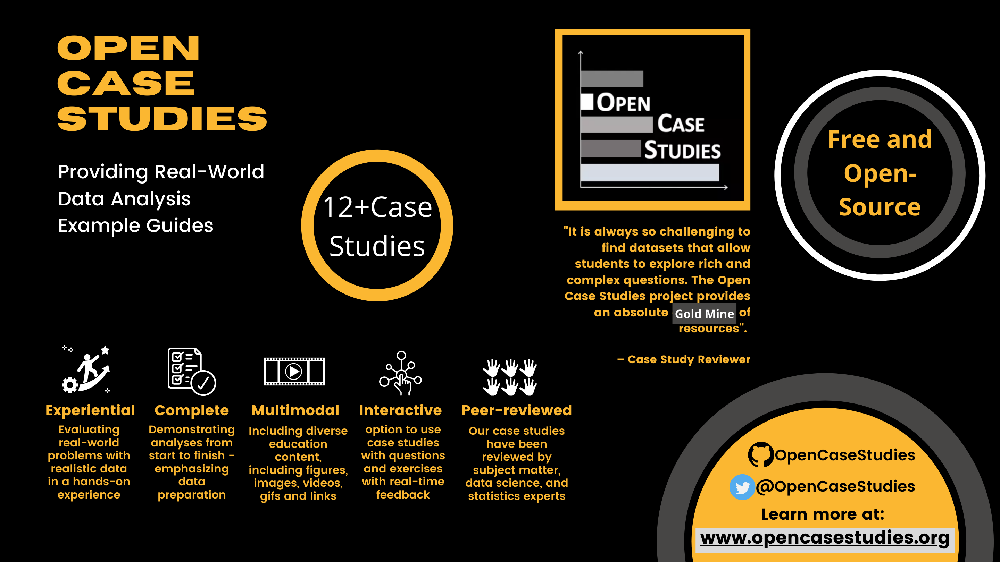 OPEN
CASE
STUDIES
Providing Real-World
Data Analysis
Example Guides
12+Case
Studies
OPEN
CASE
STUDIES
Free and
Open-
Source
"It is always so challenging to
find datasets that allow
students to explore rich and
complex questions. The Open
Case Studies project provides
an absolute Gold Mine of
resources".
– Case Study Reviewer
Experiential
Evaluating
real-world
problems with
realistic data
in a hands-on
experience
Complete
Demonstrating
analyses from
start to finish -
emphasizing
data
preparation
Multimodal
Including diverse
education
content,
including figures,
images, videos,
gifs and links
Interactive
option to use
case studies
with questions
and exercises
with real-time
feedback
Peer-reviewed
Our case studies
have been
reviewed by
subject matter,
data science, and
statistics experts
OpenCaseStudies
@OpenCaseStudies
Learn more at:
www.opencasestudies.org